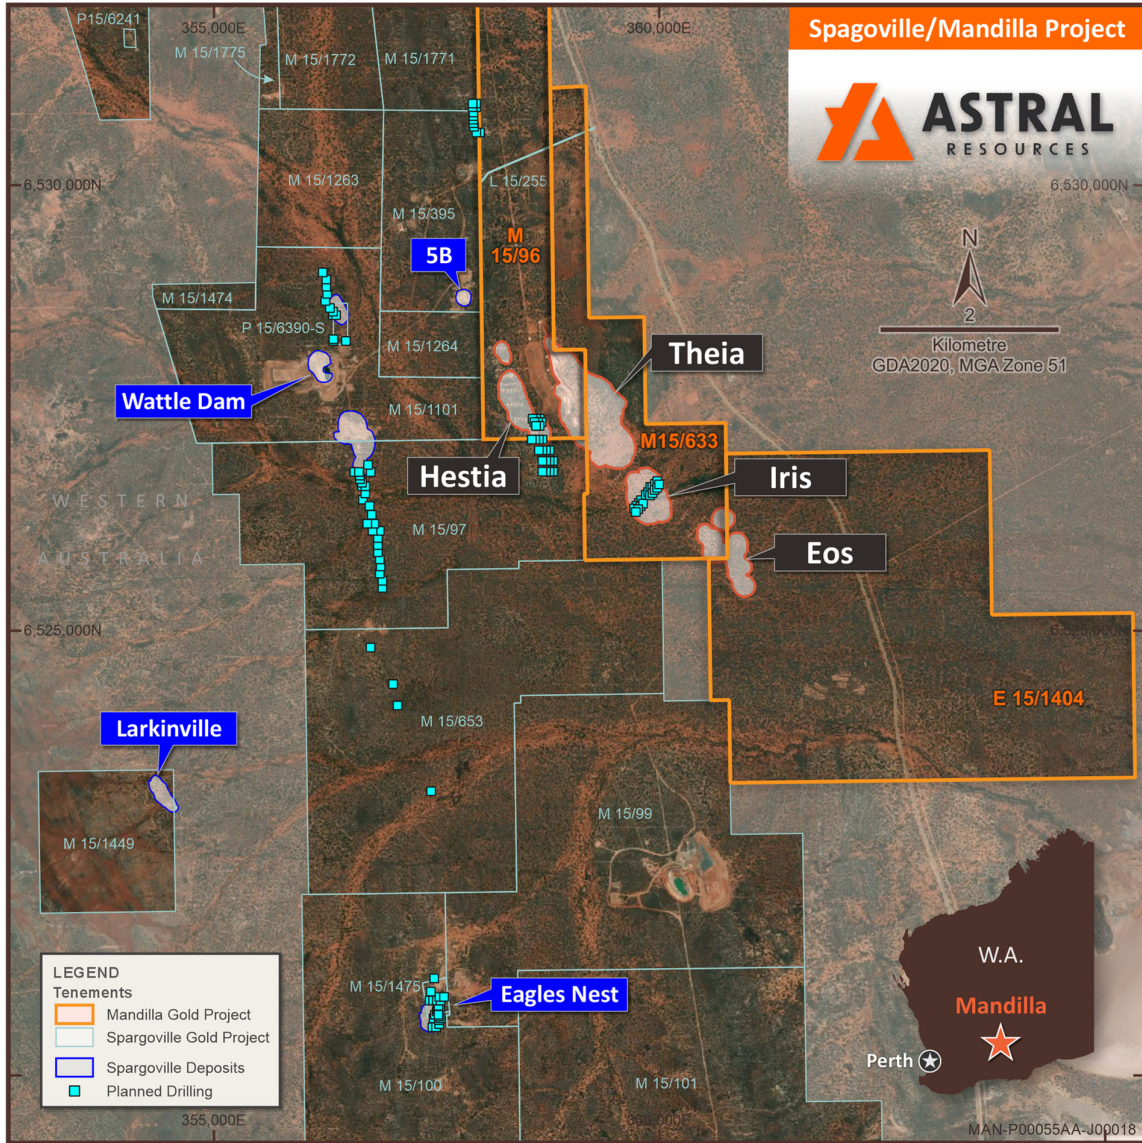 P15/6241
355,000E
360,000E
M 15/1775
M 15/1772
M 15/1771
Spagoville/Mandilla Project
ASTRAL
RESOURCES
6,530,000N
M 15/1263
L 15/255
6,530,000N
M 15/395
M
15/96
5B
N
M 15/1474
P 15/6390-S
2
Kilometre
GDA2020, MGA Zone 51
M 15/1264
Theia
Wattle Dam
M 15/1101
M15/633
Hestia
Iris
WESTERN
AUSTRALIA
M 15/97
Eos
6,525,000N
E 15/1404
M 15/653
Larkinville
M 15/99
M 15/1449
W.A.
Mandilla
Perth
LEGEND
Tenements
Mandilla Gold Project
Spargoville Gold Project
Spargoville Deposits
Planned Drilling
M 15/1475
Eagles Nest
M 15/100
M 15/101
355,000E
360,000E
MAN-P00055AA-J00018